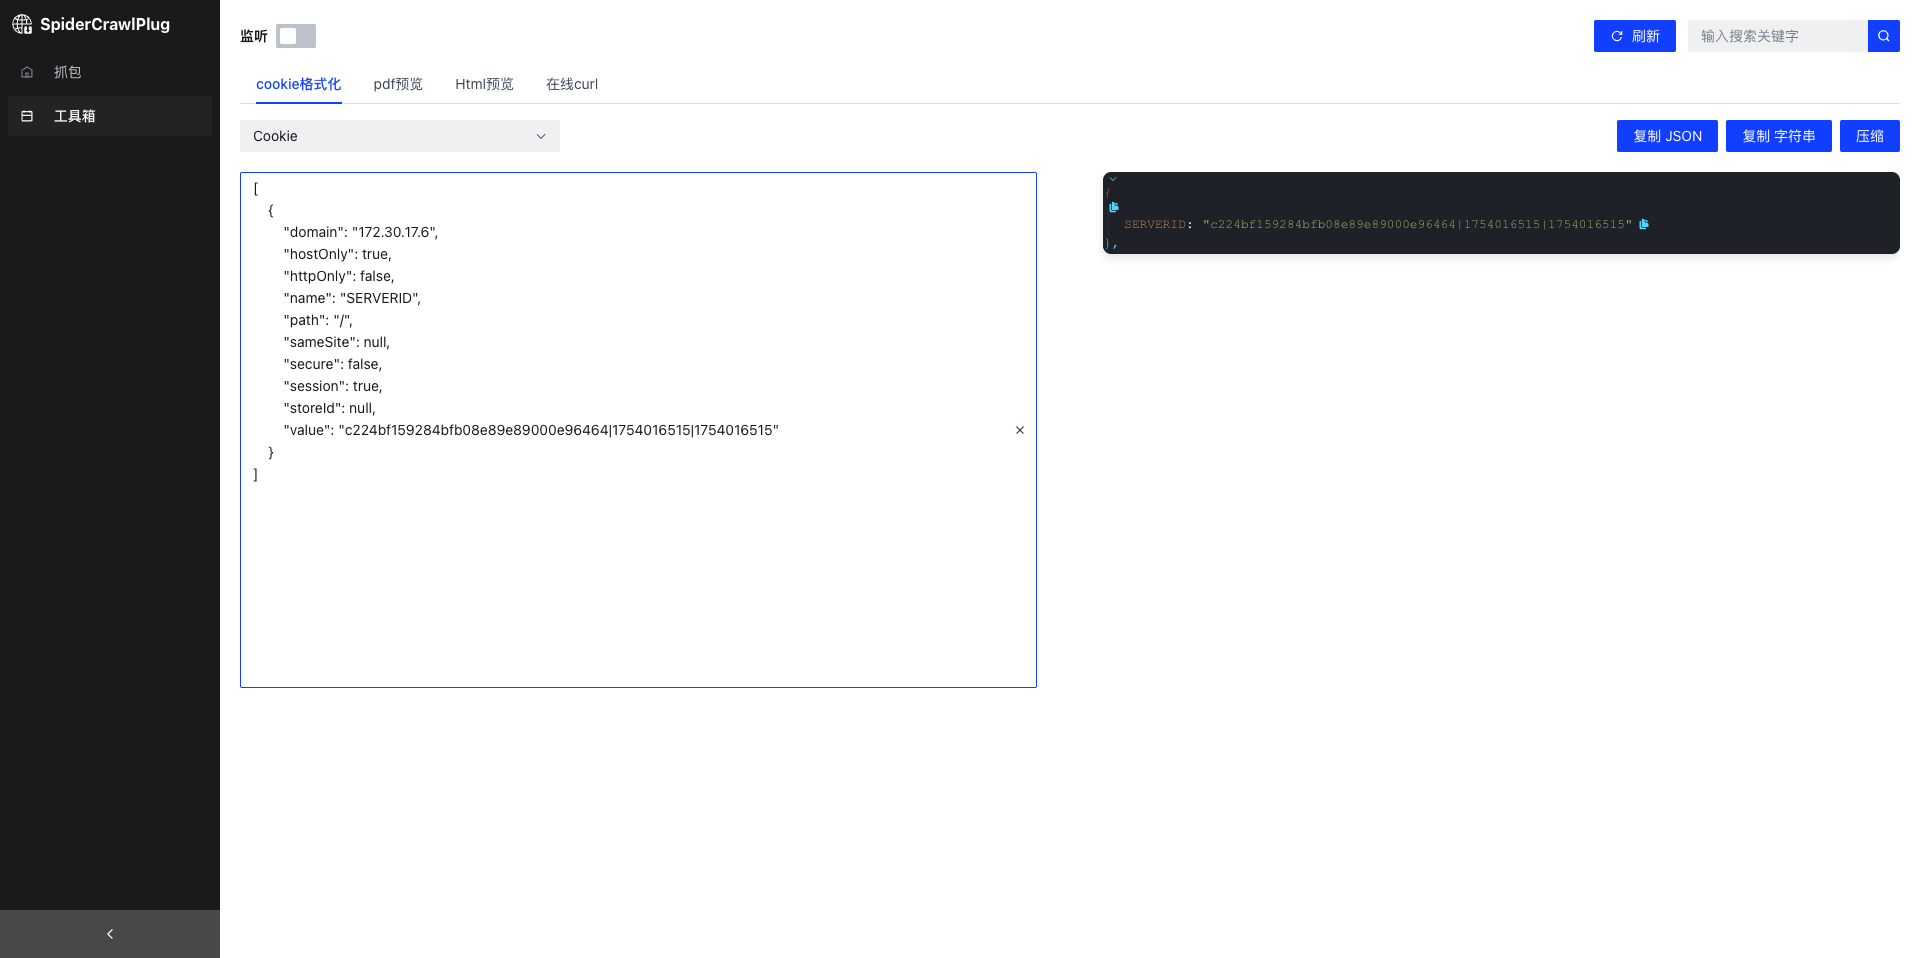 SpiderCrawlPlug
抓包
工具箱
监听
刷新
输入搜索关键字
cookie格式化
pdf预览
Html预览
在线curl
Cookie
复制 JSON
复制 字符串
压缩
[
{
"domain": "172.30.17.6",
"hostOnly": true,
"httpOnly": false,
"name": "SERVERID",
"path": "/",
"sameSite": null,
"secure": false,
"session": true,
"storeId": null,
"value": "c224bf159284bfb08e89e89000e96464|1754016515|1754016515"
}
]
{
SERVERID: "c224bf159284bfb08e89e89000e96464|1754016515|1754016515"
},